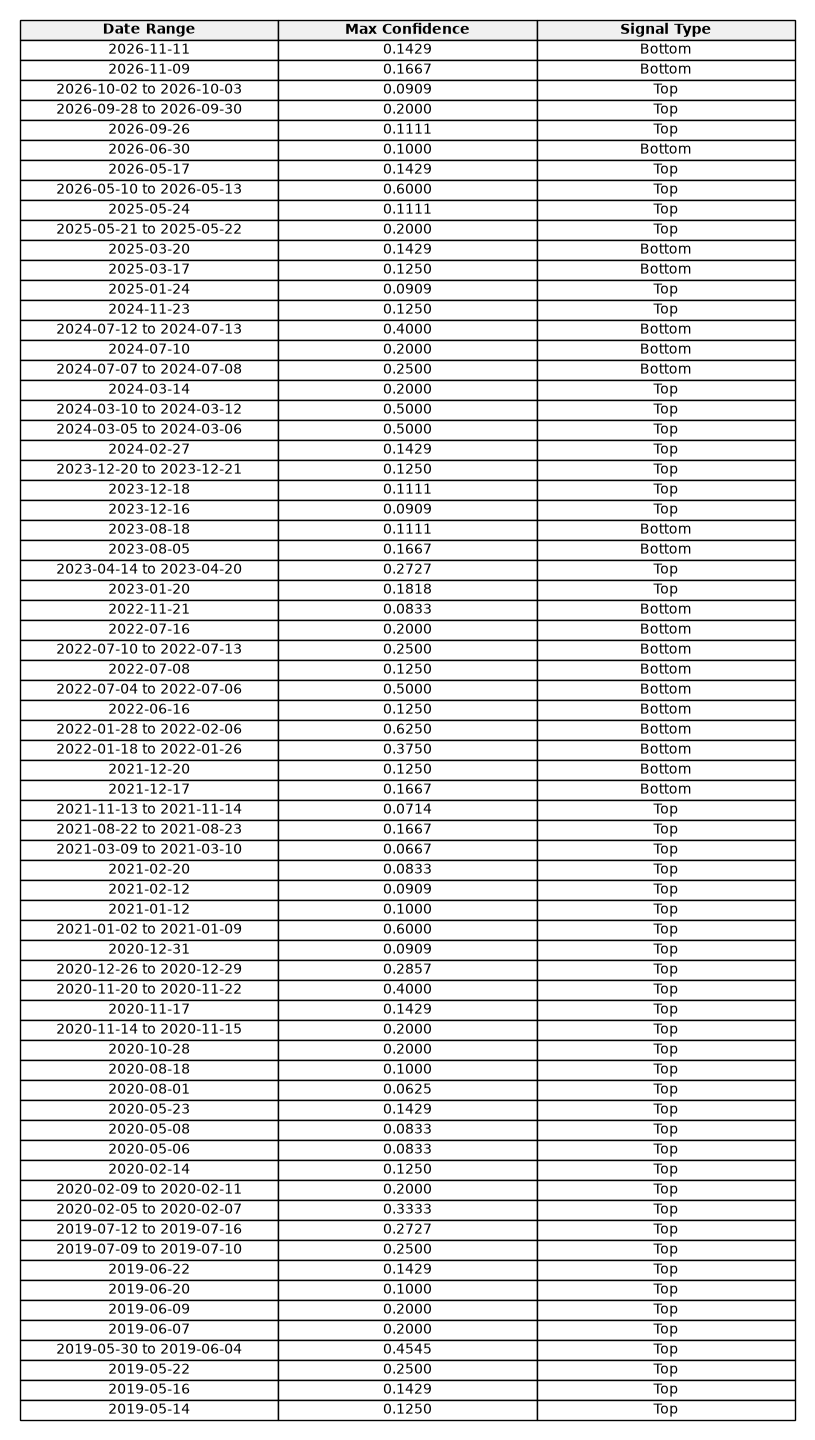 Date Range Max Confidence Signal Type
2026-11-11 0.1429 Bottom
2026-11-09 0.1667 Bottom
2026-10-02 to 2026-10-03 0.0909 Top
2026-09-28 to 2026-09-30 0.2000 Top
2026-09-26 0.1111 Top
2026-06-30 0.1000 Bottom
2026-05-17 0.1429 Top
2026-05-10 to 2026-05-13 0.6000 Top
2025-05-24 0.1111 Top
2025-05-21 to 2025-05-22 0.2000 Top
2025-03-20 0.1429 Bottom
2025-03-17 0.1250 Bottom
2025-01-24 0.0909 Top
2024-11-23 0.1250 Top
2024-07-12 to 2024-07-13 0.4000 Bottom
2024-07-10 0.2000 Bottom
2024-07-07 to 2024-07-08 0.2500 Bottom
2024-03-14 0.2000 Top
2024-03-10 to 2024-03-12 0.5000 Top
2024-03-05 to 2024-03-06 0.5000 Top
2024-02-27 0.1429 Top
2023-12-20 to 2023-12-21 0.1250 Top
2023-12-18 0.1111 Top
2023-12-16 0.0909 Top
2023-08-18 0.1111 Bottom
2023-08-05 0.1667 Bottom
2023-04-14 to 2023-04-20 0.2727 Top
2023-01-20 0.1818 Top
2022-11-21 0.0833 Bottom
2022-07-16 0.2000 Bottom
2022-07-10 to 2022-07-13 0.2500 Bottom
2022-07-08 0.1250 Bottom
2022-07-04 to 2022-07-06 0.5000 Bottom
2022-06-16 0.1250 Bottom
2022-01-28 to 2022-02-06 0.6250 Bottom
2022-01-18 to 2022-01-26 0.3750 Bottom
2021-12-20 0.1250 Bottom
2021-12-17 0.1667 Bottom
2021-11-13 to 2021-11-14 0.0714 Top
2021-08-22 to 2021-08-23 0.1667 Top
2021-03-09 to 2021-03-10 0.0667 Top
2021-02-20 0.0833 Top
2021-02-12 0.0909 Top
2021-01-12 0.1000 Top
2021-01-02 to 2021-01-09 0.6000 Top
2020-12-31 0.0909 Top
2020-12-26 to 2020-12-29 0.2857 Top
2020-11-20 to 2020-11-22 0.4000 Top
2020-11-17 0.1429 Top
2020-11-14 to 2020-11-15 0.2000 Top
2020-10-28 0.2000 Top
2020-08-18 0.1000 Top
2020-08-01 0.0625 Top
2020-05-23 0.1429 Top
2020-05-08 0.0833 Top
2020-05-06 0.0833 Top
2020-02-14 0.1250 Top
2020-02-09 to 2020-02-11 0.2000 Top
2020-02-05 to 2020-02-07 0.3333 Top
2019-07-12 to 2019-07-16 0.2727 Top
2019-07-09 to 2019-07-10 0.2500 Top
2019-06-22 0.1429 Top
2019-06-20 0.1000 Top
2019-06-09 0.2000 Top
2019-06-07 0.2000 Top
2019-05-30 to 2019-06-04 0.4545 Top
2019-05-22 0.2500 Top
2019-05-16 0.1429 Top
2019-05-14 0.1250 Top